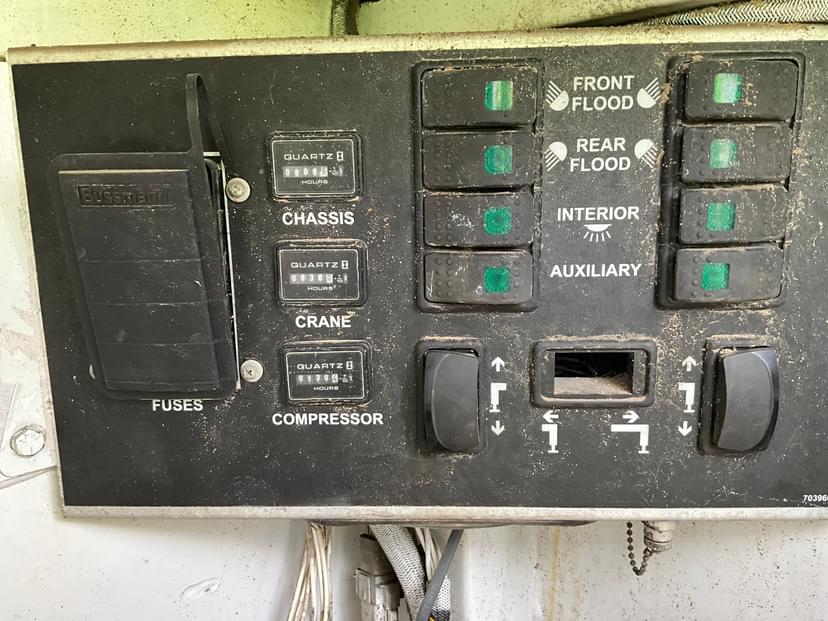 Bussmann
FUSES
QUARTZ
HOURS
CHASSIS
QUARTZ
HOURS
CRANE
QUARTZ
HOURS
COMPRESSOR
FRONT
FLOOD
REAR
FLOOD
INTERIOR
AUXILIARY